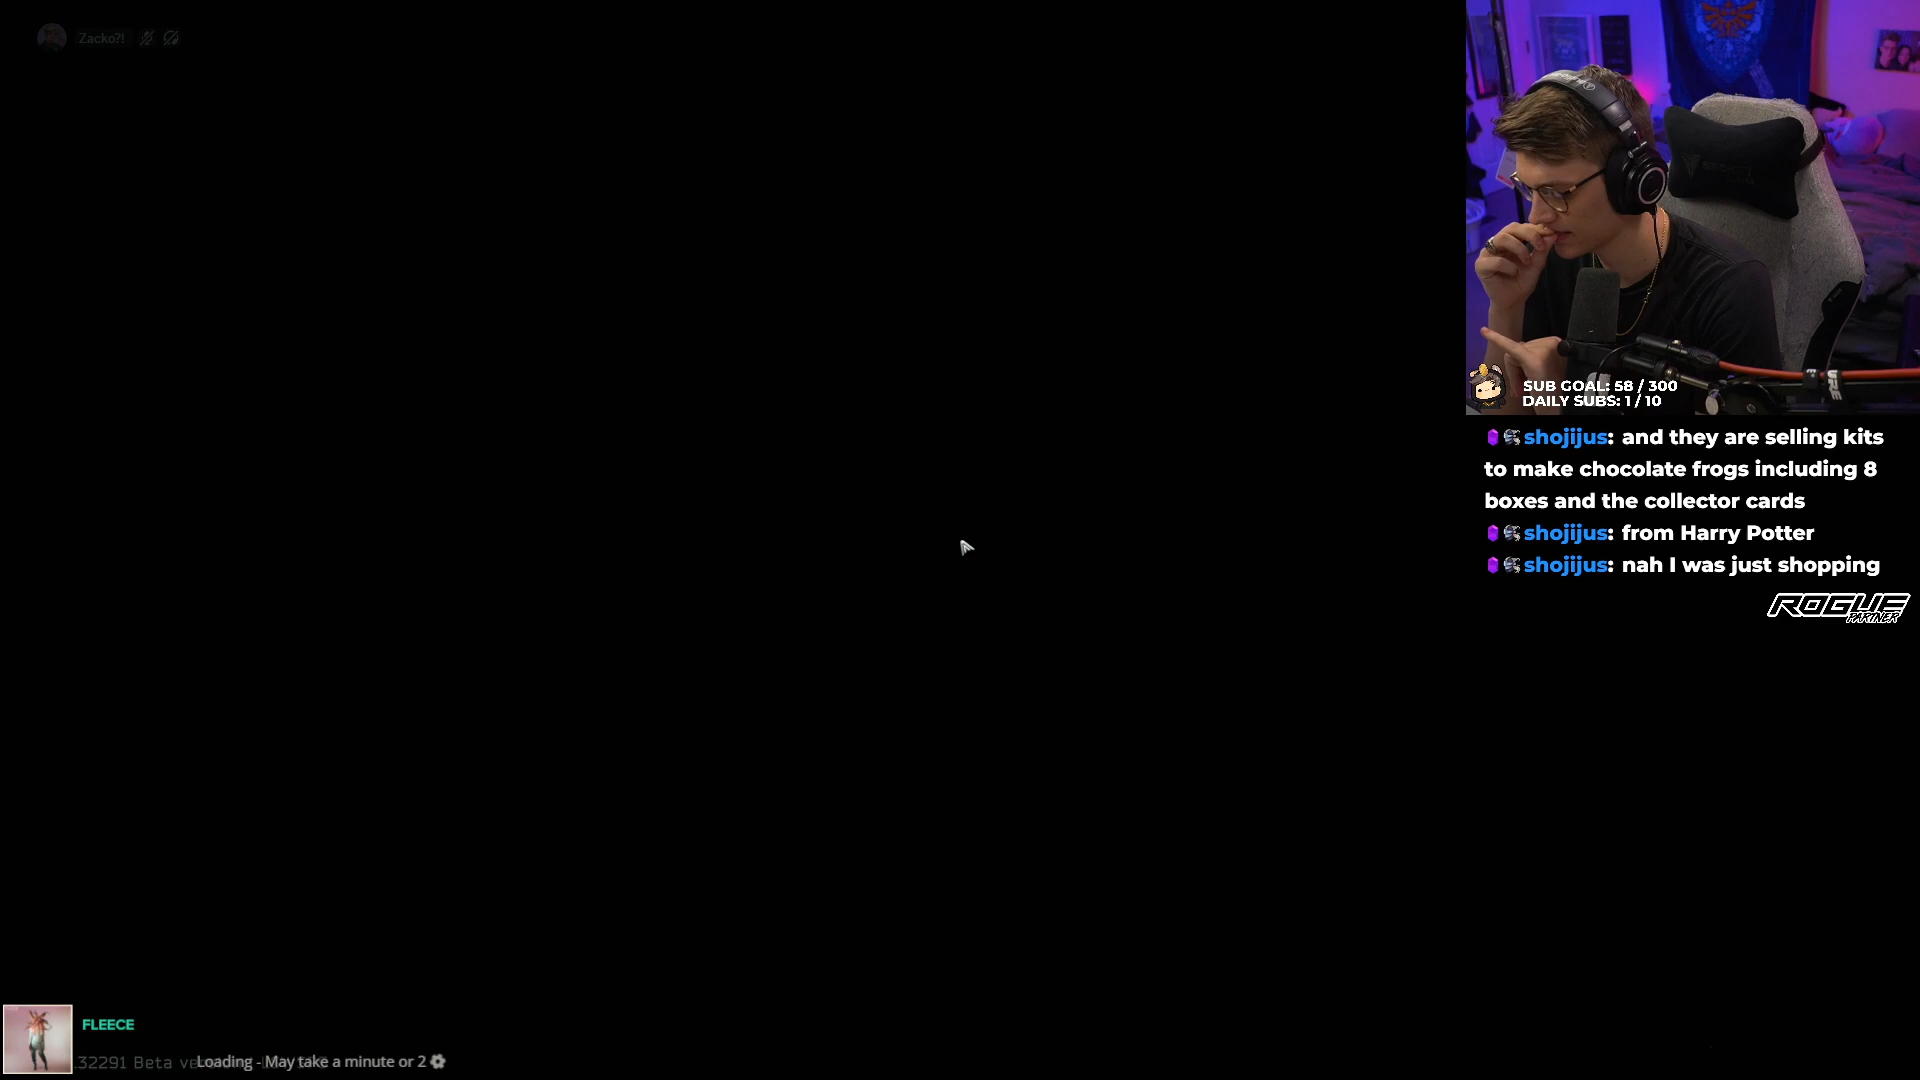 Zacko?!
SUB GOAL: 58 / 300
DAILY SUBS: 1 / 10
shojijus: and they are selling kits
to make chocolate frogs including 8
boxes and the collector cards
shojijus: from Harry Potter
shojijus: nah I was just shopping
ROGUE
PARTNER
FLEECE
32291 Beta
Loading - May take a minute or 2